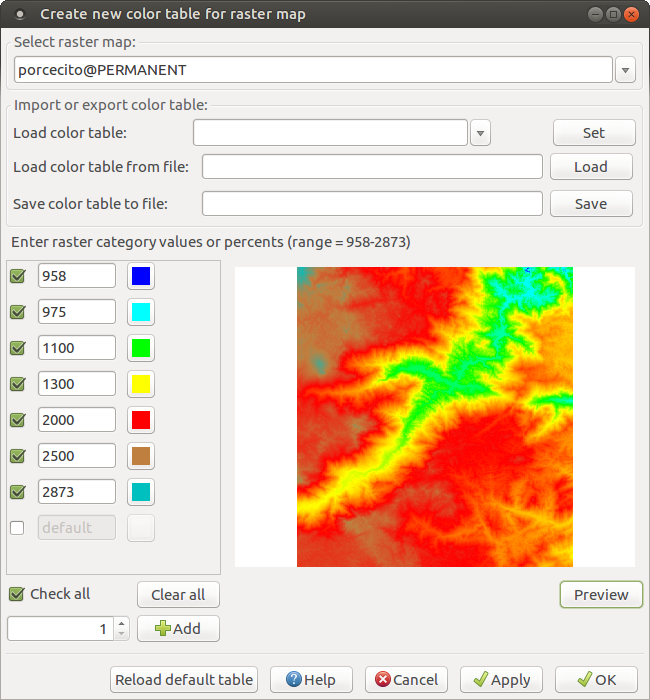 Create new color table for raster map
Select raster map:
porcecito@PERMANENT
Import or export color table:
Load color table:
Set
Load color table from file:
Load
Save color table to file:
Save
Enter raster category values or percents (range = 958-2873)
958
975
1100
1300
2000
2500
2873
default
Check all
Clear all
Preview
1
Add
Reload default table
Help
Cancel
Apply
OK